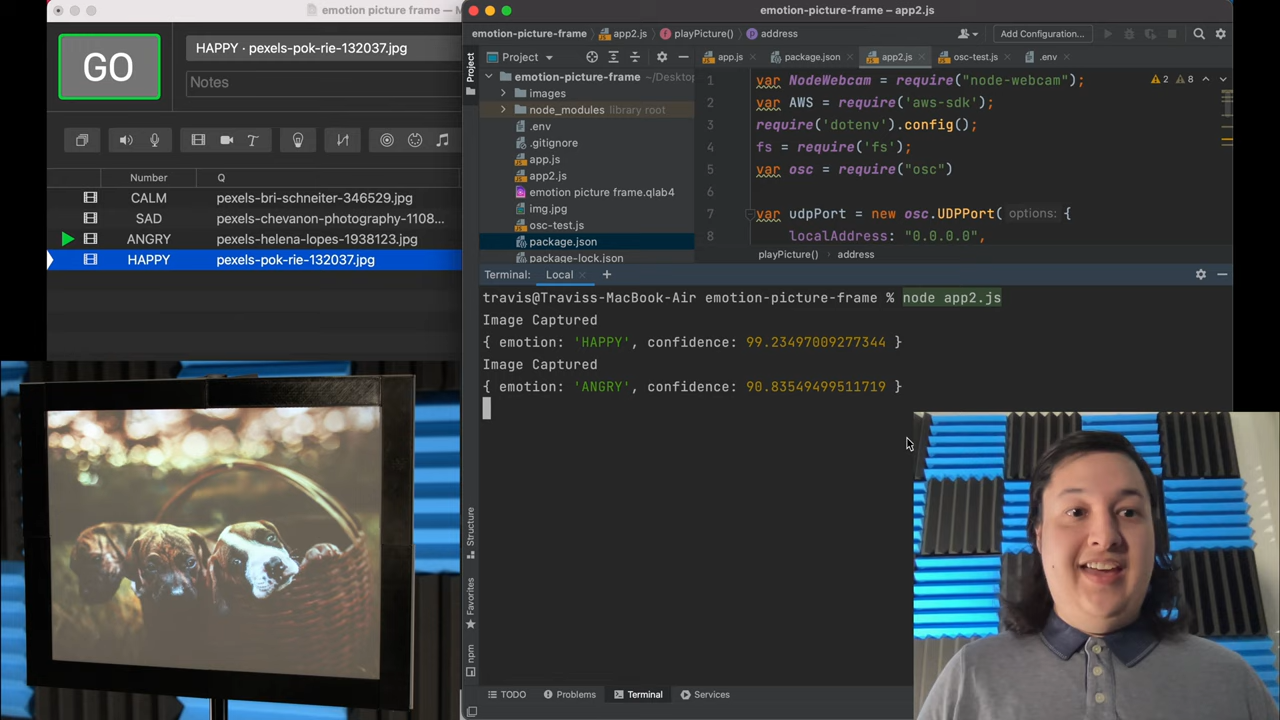 emotion picture frame — M
GO
HAPPY · pexels-pok-rie-132037.jpg
Notes
Number
Q
CALM
pexels-bri-schneiter-346529.jpg
SAD
pexels-chevanon-photography-1108...
ANGRY
pexels-helena-lopes-1938123.jpg
HAPPY
pexels-pok-rie-132037.jpg
emotion-picture-frame – app2.js
emotion-picture-frame
app2.js
playPicture()
address
Add Configuration...
Project
Project
app.js
package.json
app2.js
osc-test.js
.env
emotion-picture-frame ~/Desktop
images
node_modules library root
.env
.gitignore
app.js
app2.js
emotion picture frame.qlab4
img.jpg
osc-test.js
package.json
package-lock.json
1 var NodeWebcam = require("node-webcam");
2 var AWS = require('aws-sdk');
3 require('dotenv').config();
4 fs = require('fs');
5 var osc = require("osc")
6
7 var udpPort = new osc.UDPPort( options: {
8 localAddress: "0.0.0.0",
2 8
playPicture()
address
Terminal:
Local
travis@Traviss-MacBook-Air emotion-picture-frame % node app2.js
Image Captured
{ emotion: 'HAPPY', confidence: 99.23497009277344 }
Image Captured
{ emotion: 'ANGRY', confidence: 90.83549499511719 }
Structure
Favorites
npm
TODO
Problems
Terminal
Services